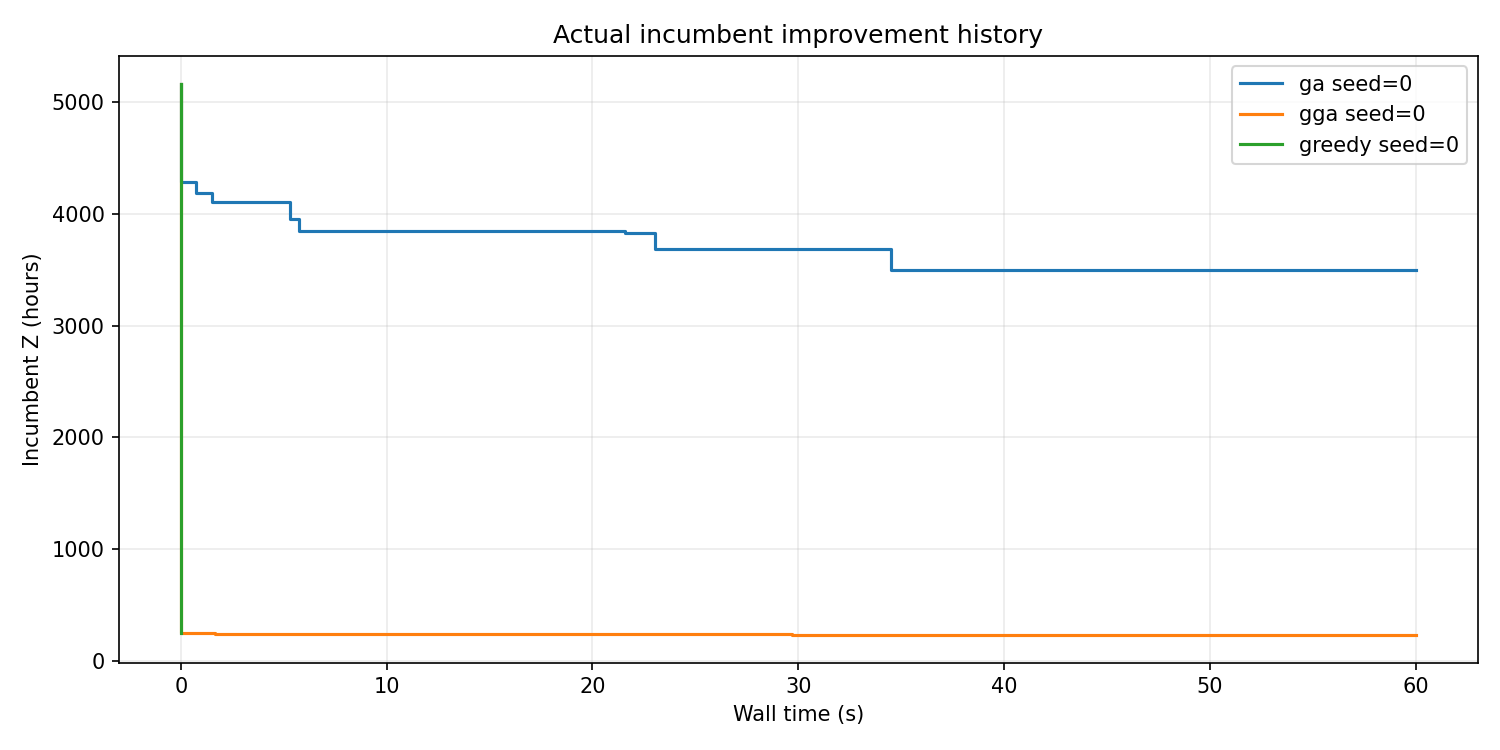 Actual incumbent improvement history
ga seed=0
gga seed=0
greedy seed=0
Incumbent Z (hours)
5000
4000
3000
2000
1000
0
0 10 20 30 40 50 60
Wall time (s)